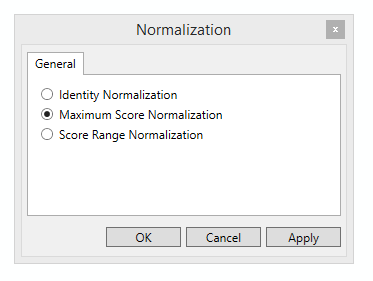 Normalization
x
General
Identity Normalization
Maximum Score Normalization
Score Range Normalization
OK Cancel Apply